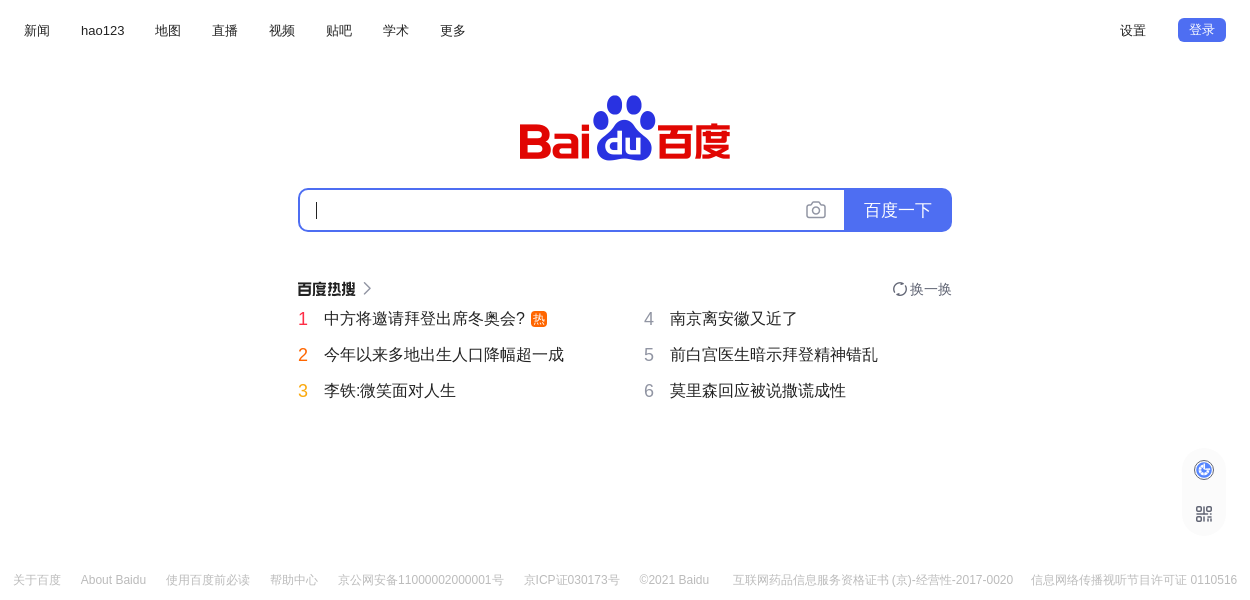 新闻 hao123 地图 直播 视频 贴吧 学术 更多 设置 登录
Bai du 百度
百度一下
百度热搜 换一换
1 中方将邀请拜登出席冬奥会? 热
4 南京离安徽又近了
2 今年以来多地出生人口降幅超一成
5 前白宫医生暗示拜登精神错乱
3 李铁:微笑面对人生
6 莫里森回应被说撒谎成性
关于百度 About Baidu 使用百度前必读 帮助中心 京公网安备11000002000001号 京ICP证030173号 ©2021 Baidu 互联网药品信息服务资格证书 (京)-经营性-2017-0020 信息网络传播视听节目许可证 0110516